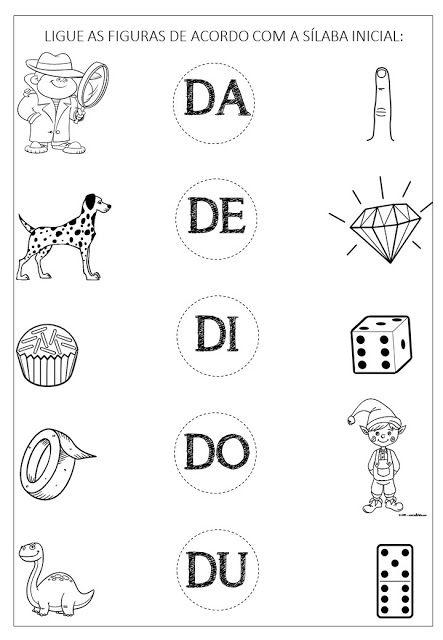 LIGUE AS FIGURAS DE ACORDO COM A SÍLABA INICIAL:
DA
DE
DI
DO
DU